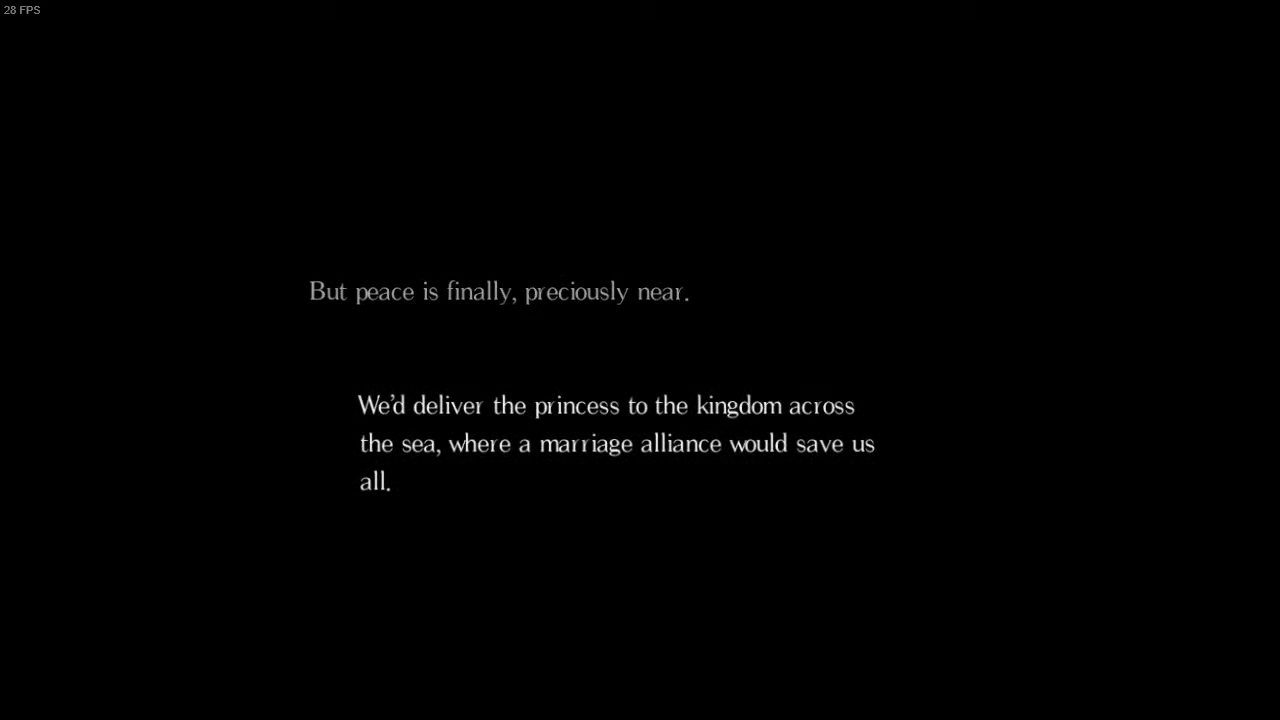 28 FPS
But peace is finally, preciously near.
We'd deliver the princess to the kingdom across
the sea, where a marriage alliance would save us
all.